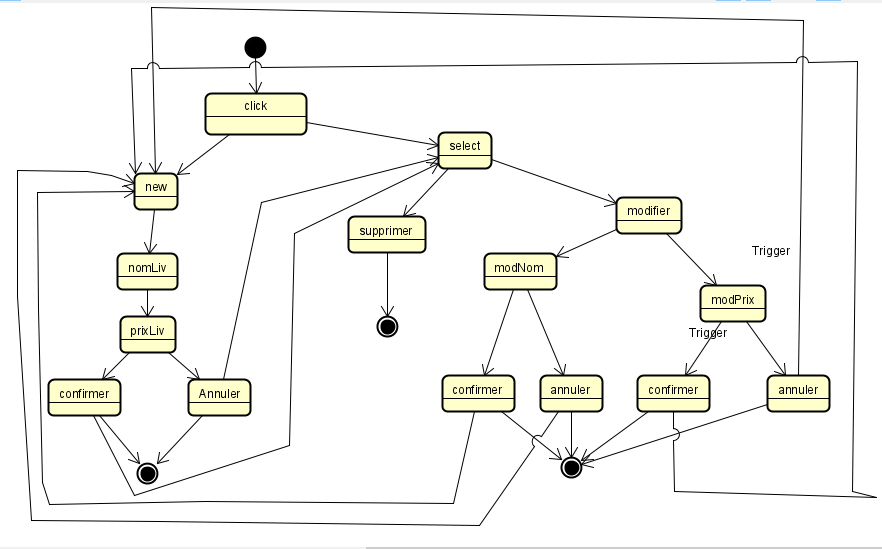 click
select
new
modifier
supprimer
Trigger
nomLiv
modNom
modPrix
prixLiv
Trigger
confirmer
Annuler
confirmer
annuler
confirmer
annuler